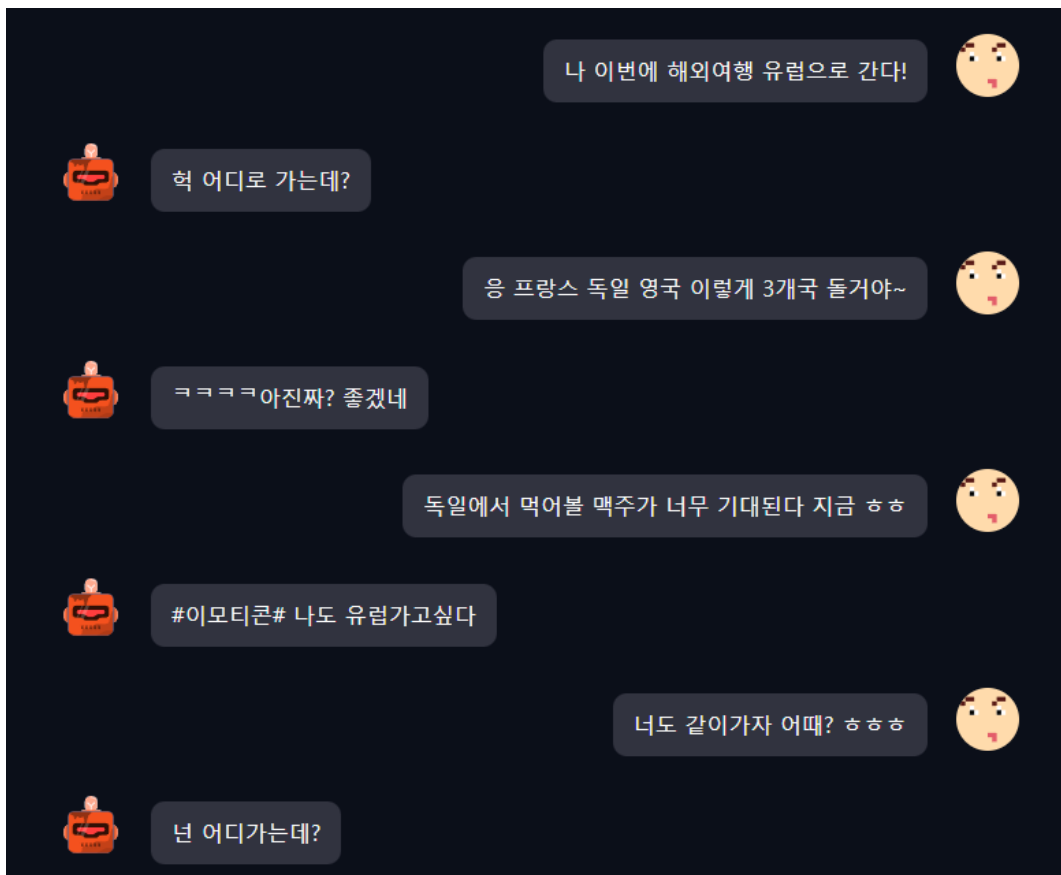 나 이번에 해외여행 유럽으로 간다!
헉 어디로 가는데?
응 프랑스 독일 영국 이렇게 3개국 돌거야~
ㅋㅋㅋㅋ아진짜? 좋겠네
독일에서 먹어볼 맥주가 너무 기대된다 지금 ㅎㅎ
#이모티콘# 나도 유럽가고싶다
너도 같이가자 어때? ㅎㅎㅎ
넌 어디가는데?